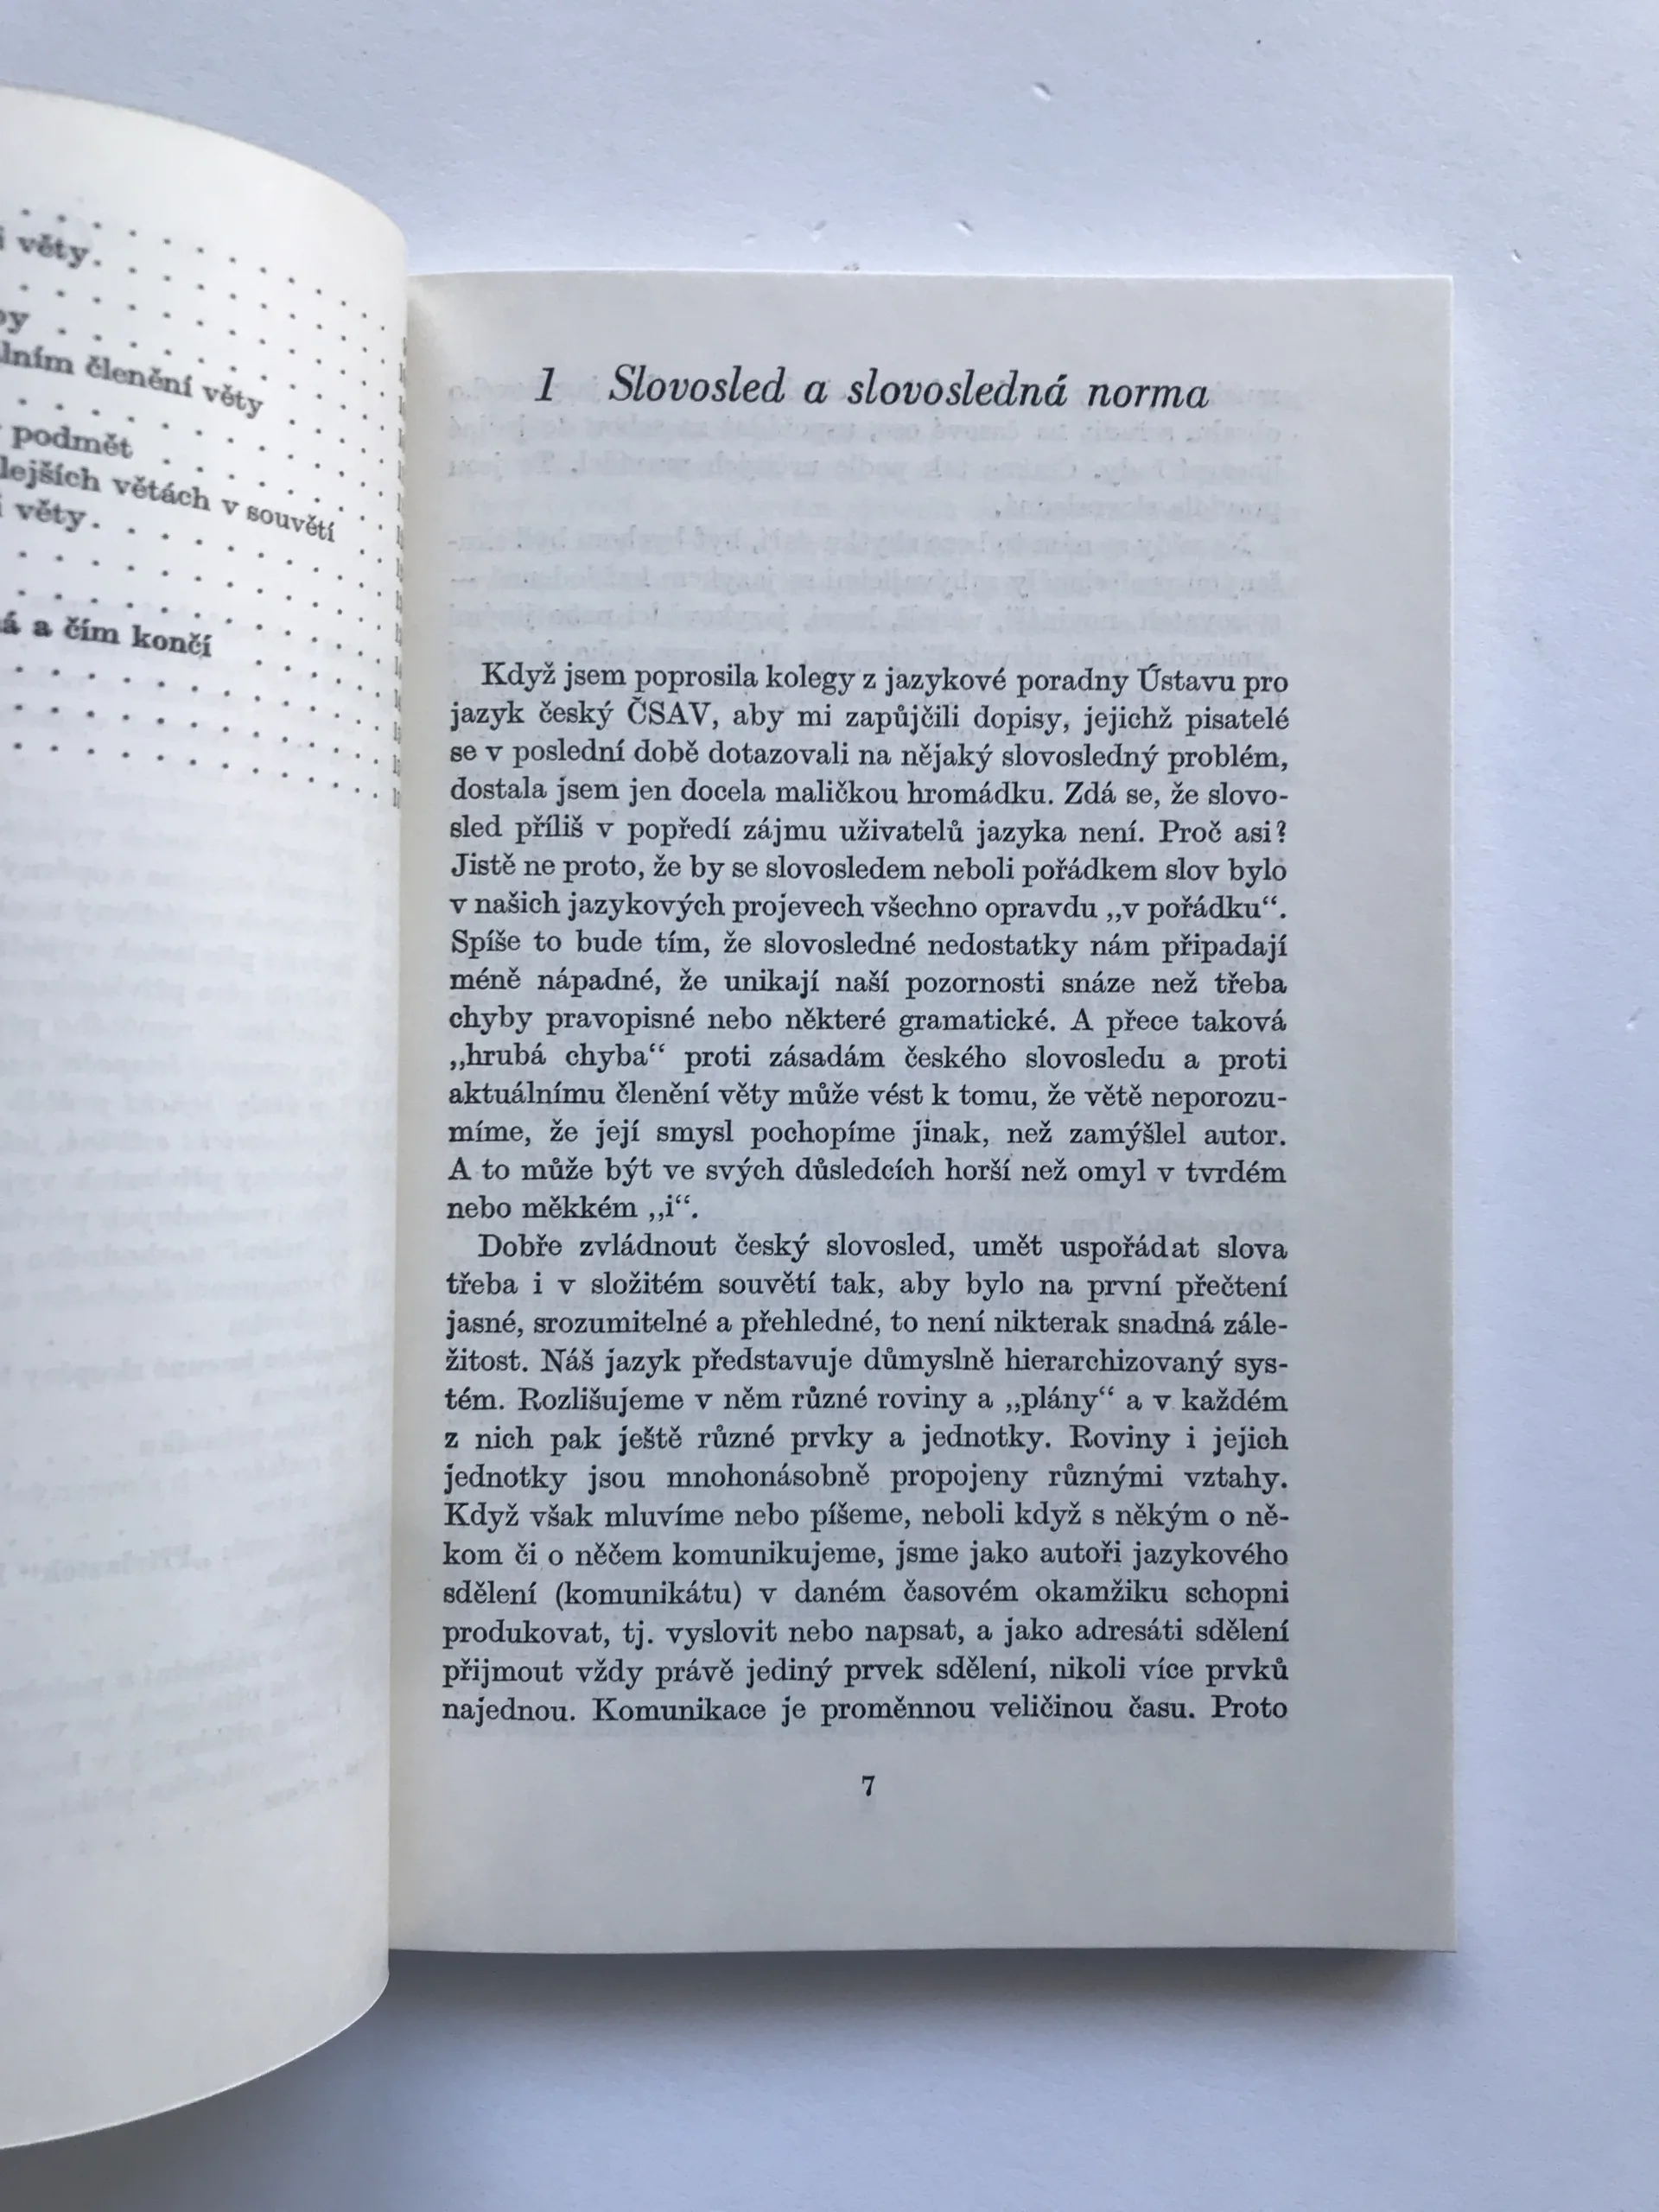 věty
členění věty
podmět
větách v souvětí
věty
a čím končí
1 Slovosled a slovosledná norma
Když jsem poprosila kolegy z jazykové poradny Ústavu pro
jazyk český ČSAV, aby mi zapůjčili dopisy, jejichž pisatelé
se v poslední době dotazovali na nějaký slovosledný problém,
dostala jsem jen docela maličkou hromádku. Zdá se, že slovo-
sled příliš v popředí zájmu uživatelů jazyka není. Proč asi?
Jistě ne proto, že by se slovosledem neboli pořádkem slov bylo
v našich jazykových projevech všechno opravdu „v pořádku“.
Spíše to bude tím, že slovosledné nedostatky nám připadají
méně nápadné, že unikají naší pozornosti snáze než třeba
chyby pravopisné nebo některé gramatické. A přece taková
„hrubá chyba“ proti zásadám českého slovosledu a proti
aktuálnímu členění věty může vést k tomu, že větě neporozu-
míme, že její smysl pochopíme jinak, než zamýšlel autor.
A to může být ve svých důsledcích horší než omyl v tvrdém
nebo měkkém „i“.
Dobře zvládnout český slovosled, umět uspořádat slova
třeba i v složitém souvětí tak, aby bylo na první přečtení
jasné, srozumitelné a přehledné, to není nikterak snadná zále-
žitost. Náš jazyk představuje důmyslně hierarchizovaný sys-
tém. Rozlišujeme v něm různé roviny a „plány“ a v každém
z nich pak ještě různé prvky a jednotky. Roviny i jejich
jednotky jsou mnohonásobně propojeny různými vztahy.
Když však mluvíme nebo píšeme, neboli když s někým o ně-
kom či o něčem komunikujeme, jsme jako autoři jazykového
sdělení (komunikátu) v daném časovém okamžiku schopni
produkovat, tj. vyslovit nebo napsat, a jako adresáti sdělení
přijmout vždy právě jediný prvek sdělení, nikoli více prvků
najednou. Komunikace je proměnnou veličinou času. Proto
7